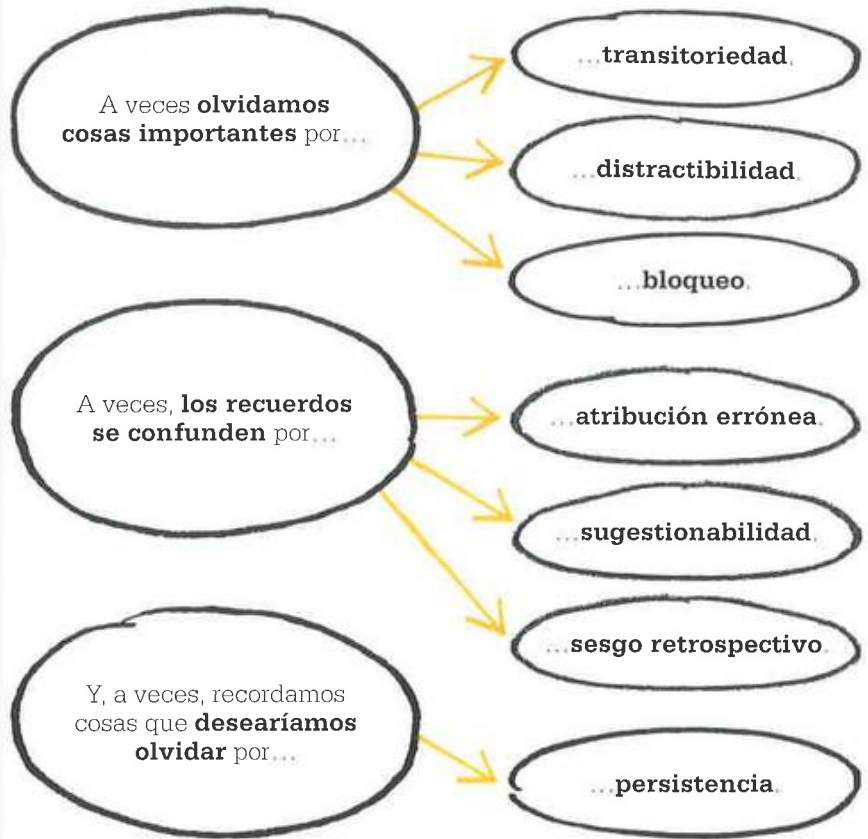 A veces olvidamos
cosas importantes por...
...transitoriedad.
...distractibilidad.
...bloqueo.
A veces, los recuerdos
se confunden por...
...atribución errónea.
...sugestionabilidad.
...sesgo retrospectivo.
Y, a veces, recordamos
cosas que desearíamos
olvidar por...
...persistencia.